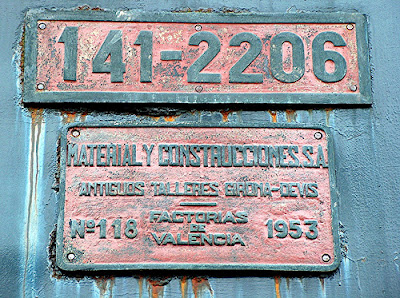 141-2206
MATERIAL Y CONSTRUCCIONES, S.A.
ANTIGUOS TALLERES GIRONA-DEVIS
FACTORIAS
DE
Nº 118 VALENCIA 1953